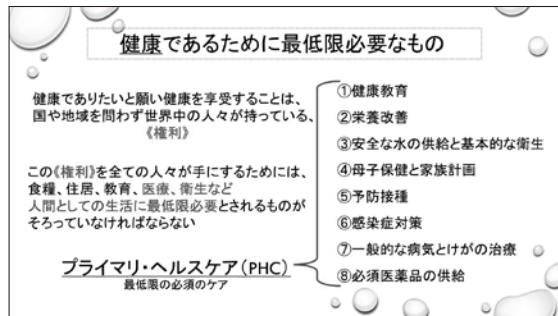 健康であるために最低限必要なもの
健康でありたいと願い健康を享受することは、
国や地域を問わず世界中の人々が持っている、
《権利》
この《権利》を全ての人々が手にするためには、
食糧、住居、教育、医療、衛生など
人間としての生活に最低限必要とされるものが
そろっていなければならない
プライマリ・ヘルスケア(PHC)
最低限の必須のケア
①健康教育
②栄養改善
③安全な水の供給と基本的な衛生
④母子保健と家族計画
⑤予防接種
⑥感染症対策
⑦一般的な病気とけがの治療
⑧必須医薬品の供給